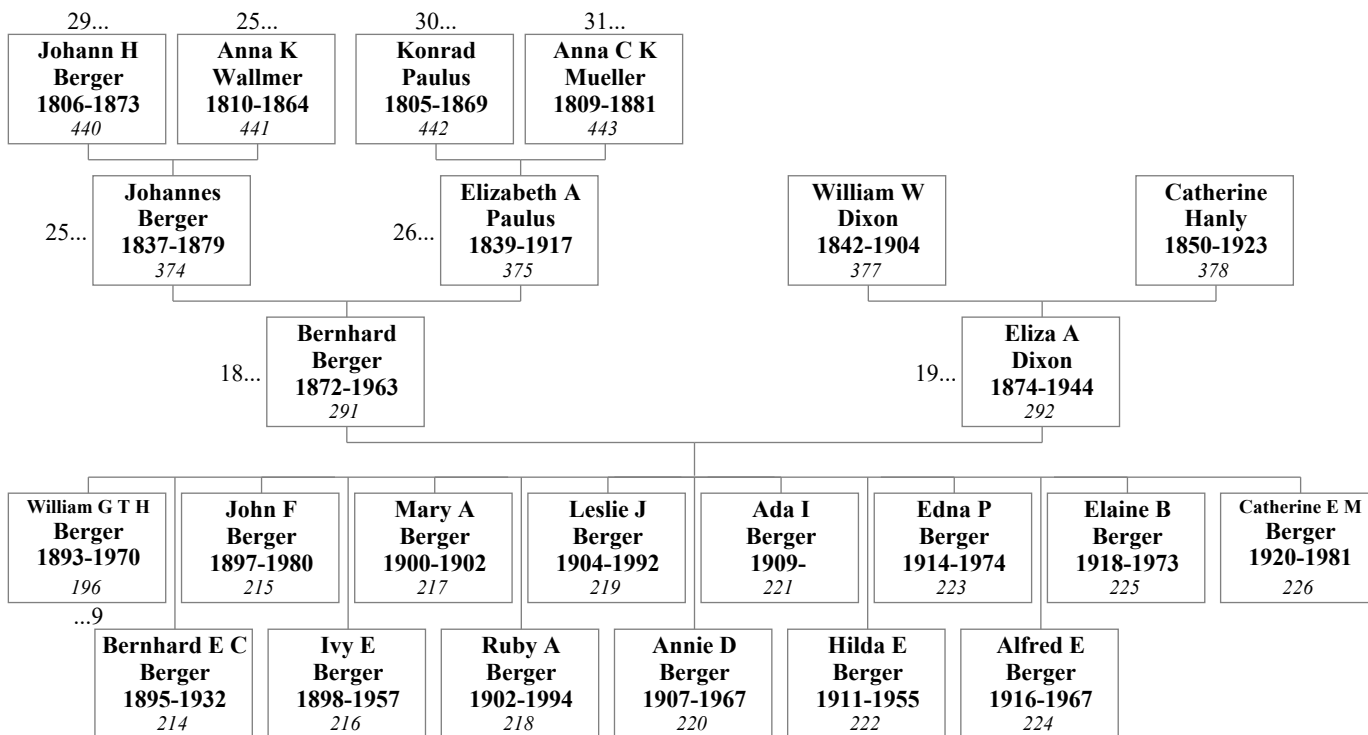 29...
25...
30...
31...
Johann H
Berger
1806-1873
440
Anna K
Wallmer
1810-1864
441
Konrad
Paulus
1805-1869
442
Anna C K
Mueller
1809-1881
443
25...
Johannes
Berger
1837-1879
374
26...
Elizabeth A
Paulus
1839-1917
375
William W
Dixon
1842-1904
377
Catherine
Hanly
1850-1923
378
18...
Bernhard
Berger
1872-1963
291
19...
Eliza A
Dixon
1874-1944
292
William G T H
Berger
1893-1970
196
...9
John F
Berger
1897-1980
215
Mary A
Berger
1900-1902
217
Leslie J
Berger
1904-1992
219
Ada I
Berger
1909-
221
Edna P
Berger
1914-1974
223
Elaine B
Berger
1918-1973
225
Catherine E M
Berger
1920-1981
226
Bernhard E C
Berger
1895-1932
214
Ivy E
Berger
1898-1957
216
Ruby A
Berger
1902-1994
218
Annie D
Berger
1907-1967
220
Hilda E
Berger
1911-1955
222
Alfred E
Berger
1916-1967
224